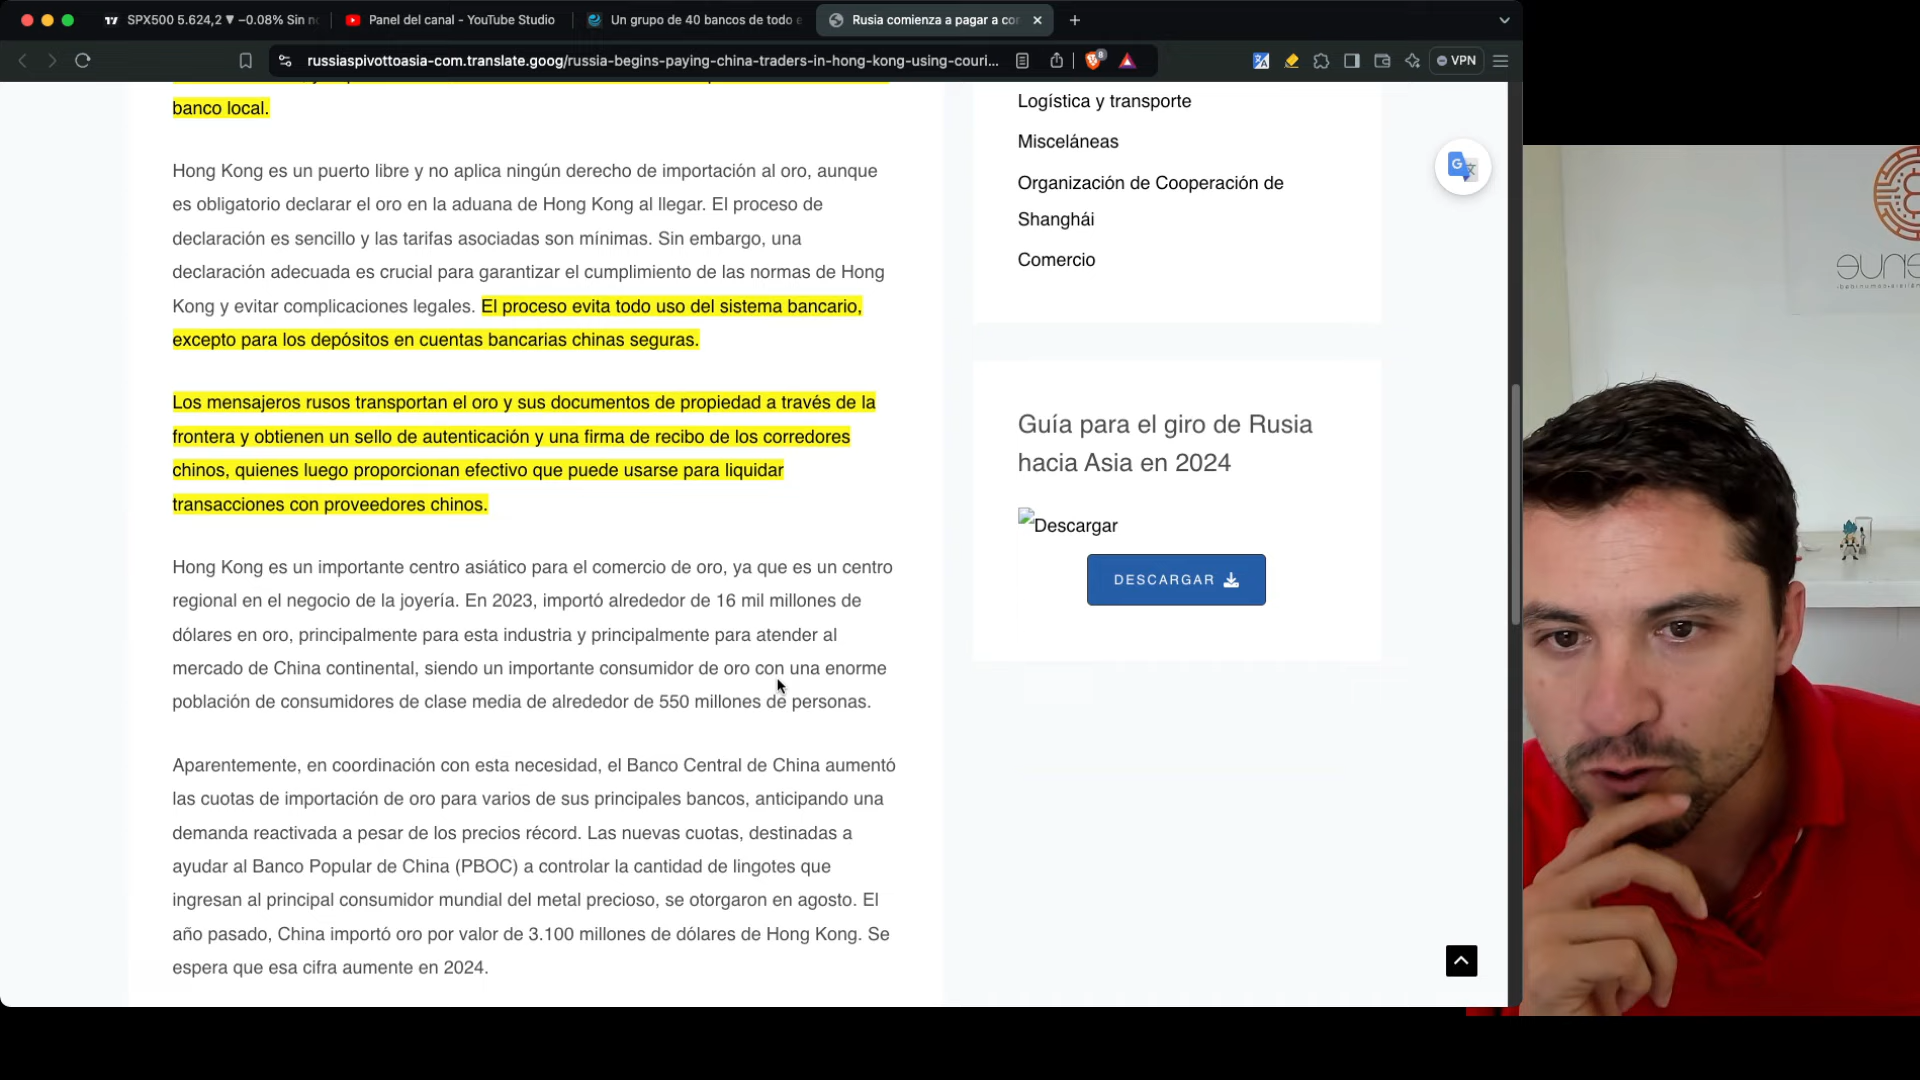 SPX500 5.624,2 ▼ −0.08% Sin
Panel del canal - YouTube Studio
Un grupo de 40 bancos de todo
Rusia comienza a pagar a
russiaspivottoasia-com.translate.goog/russia-begins-paying-china-traders-in-hong-kong-using-couri...
VPN
banco local.
Hong Kong es un puerto libre y no aplica ningún derecho de importación al oro, aunque
es obligatorio declarar el oro en la aduana de Hong Kong al llegar. El proceso de
declaración es sencillo y las tarifas asociadas son mínimas. Sin embargo, una
declaración adecuada es crucial para garantizar el cumplimiento de las normas de Hong
Kong y evitar complicaciones legales. El proceso evita todo uso del sistema bancario,
excepto para los depósitos en cuentas bancarias chinas seguras.
Los mensajeros rusos transportan el oro y sus documentos de propiedad a través de la
frontera y obtienen un sello de autenticación y una firma de recibo de los corredores
chinos, quienes luego proporcionan efectivo que puede usarse para liquidar
transacciones con proveedores chinos.
Hong Kong es un importante centro asiático para el comercio de oro, ya que es un centro
regional en el negocio de la joyería. En 2023, importó alrededor de 16 mil millones de
dólares en oro, principalmente para esta industria y principalmente para atender al
mercado de China continental, siendo un importante consumidor de oro con una enorme
población de consumidores de clase media de alrededor de 550 millones de personas.
Aparentemente, en coordinación con esta necesidad, el Banco Central de China aumentó
las cuotas de importación de oro para varios de sus principales bancos, anticipando una
demanda reactivada a pesar de los precios récord. Las nuevas cuotas, destinadas a
ayudar al Banco Popular de China (PBOC) a controlar la cantidad de lingotes que
ingresan al principal consumidor mundial del metal precioso, se otorgaron en agosto. El
año pasado, China importó oro por valor de 3.100 millones de dólares de Hong Kong. Se
espera que esa cifra aumente en 2024.
Logística y transporte
Misceláneas
Organización de Cooperación de
Shanghái
Comercio
Guía para el giro de Rusia
hacia Asia en 2024
Descargar
DESCARGAR